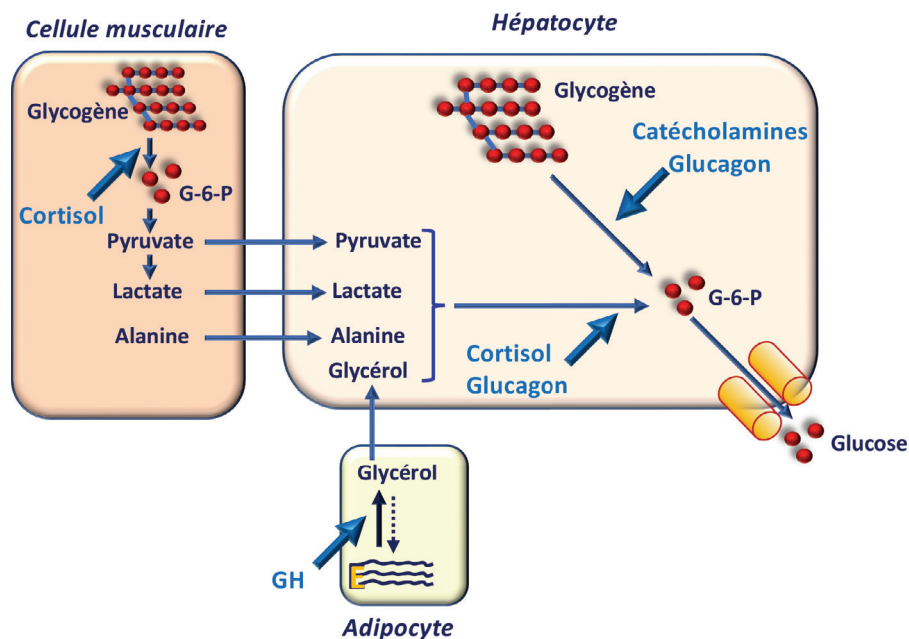 Cellule musculaire
Glycogène
G-6-P
Cortisol
Pyruvate
Lactate
Alanine
Hépatocyte
Glycogène
Catécholamines
Glucagon
Pyruvate
Lactate
Alanine
Glycérol
G-6-P
Cortisol
Glucagon
Glucose
Glycérol
GH
E
Adipocyte